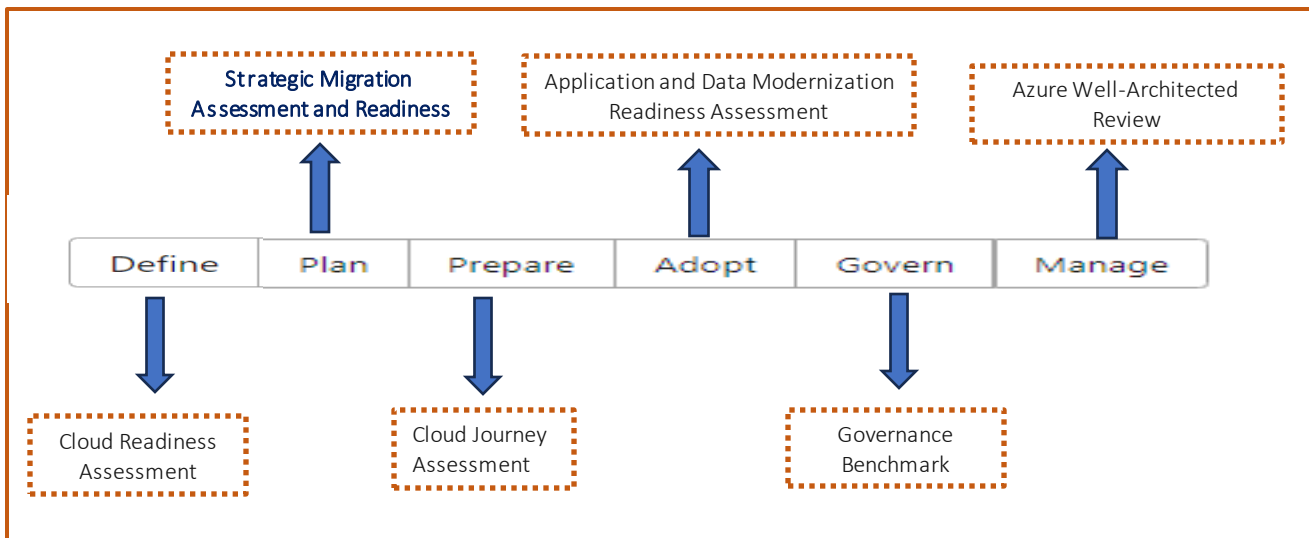 Strategic Migration
Assessment and Readiness
Application and Data Modernization
Readiness Assessment
Azure Well-Architected
Review
Define
Plan
Prepare
Adopt
Govern
Manage
Cloud Readiness
Assessment
Cloud Journey
Assessment
Governance
Benchmark